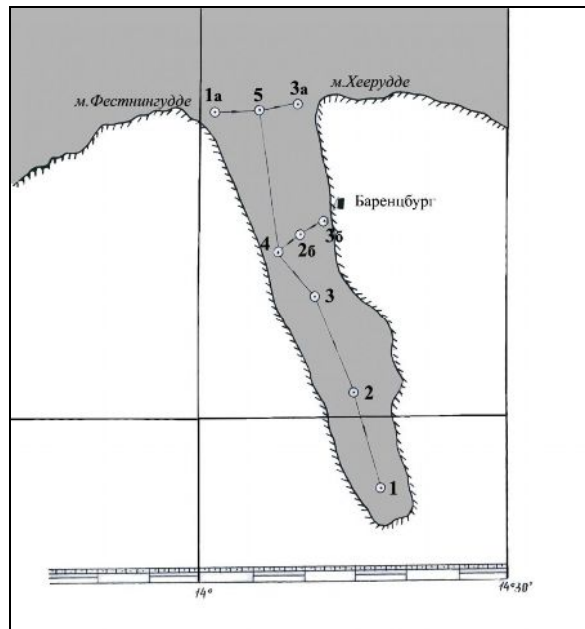 м.Фестнингудде
1а
5
3а
м.Хеерудде
Баренцбург
4
2б
3б
3
2
1
14°
14°30'